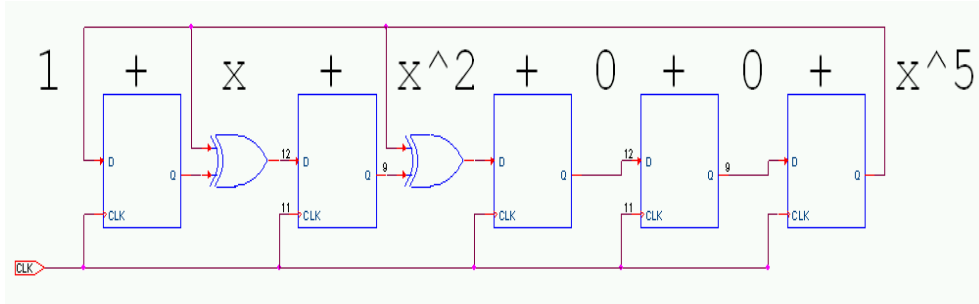 1 + x + x^2 + 0 + 0 + x^5
12 9 12 9
D D D D D
Q Q Q Q Q
11 11
CLK CLK CLK CLK CLK
CLK